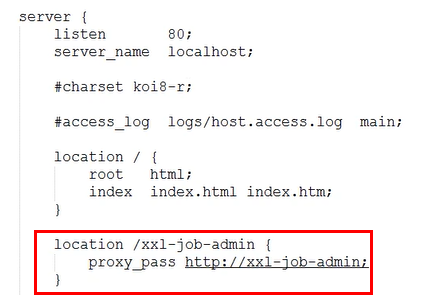 server {
listen 80;
server_name localhost;
#charset koi8-r;
#access_log logs/host.access.log main;
location / {
root html;
index index.html index.htm;
}
location /xxl-job-admin {
proxy_pass http://xxl-job-admin;
}